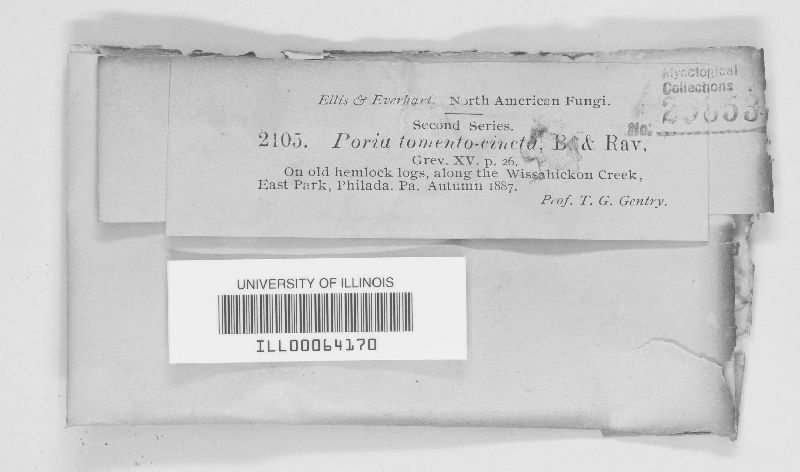 Ellis & Everhart. North American Fungi.
Second Series.
2105. Poria tomento-cincta, B. & Rav.
Grev. XV. p. 26.
On old hemlock logs, along the Wissahickon Creek,
East Park, Philada. Pa. Autumn 1887.
Prof. T. G. Gentry.
Mycological
Collections
No:
UNIVERSITY OF ILLINOIS
ILL00064170